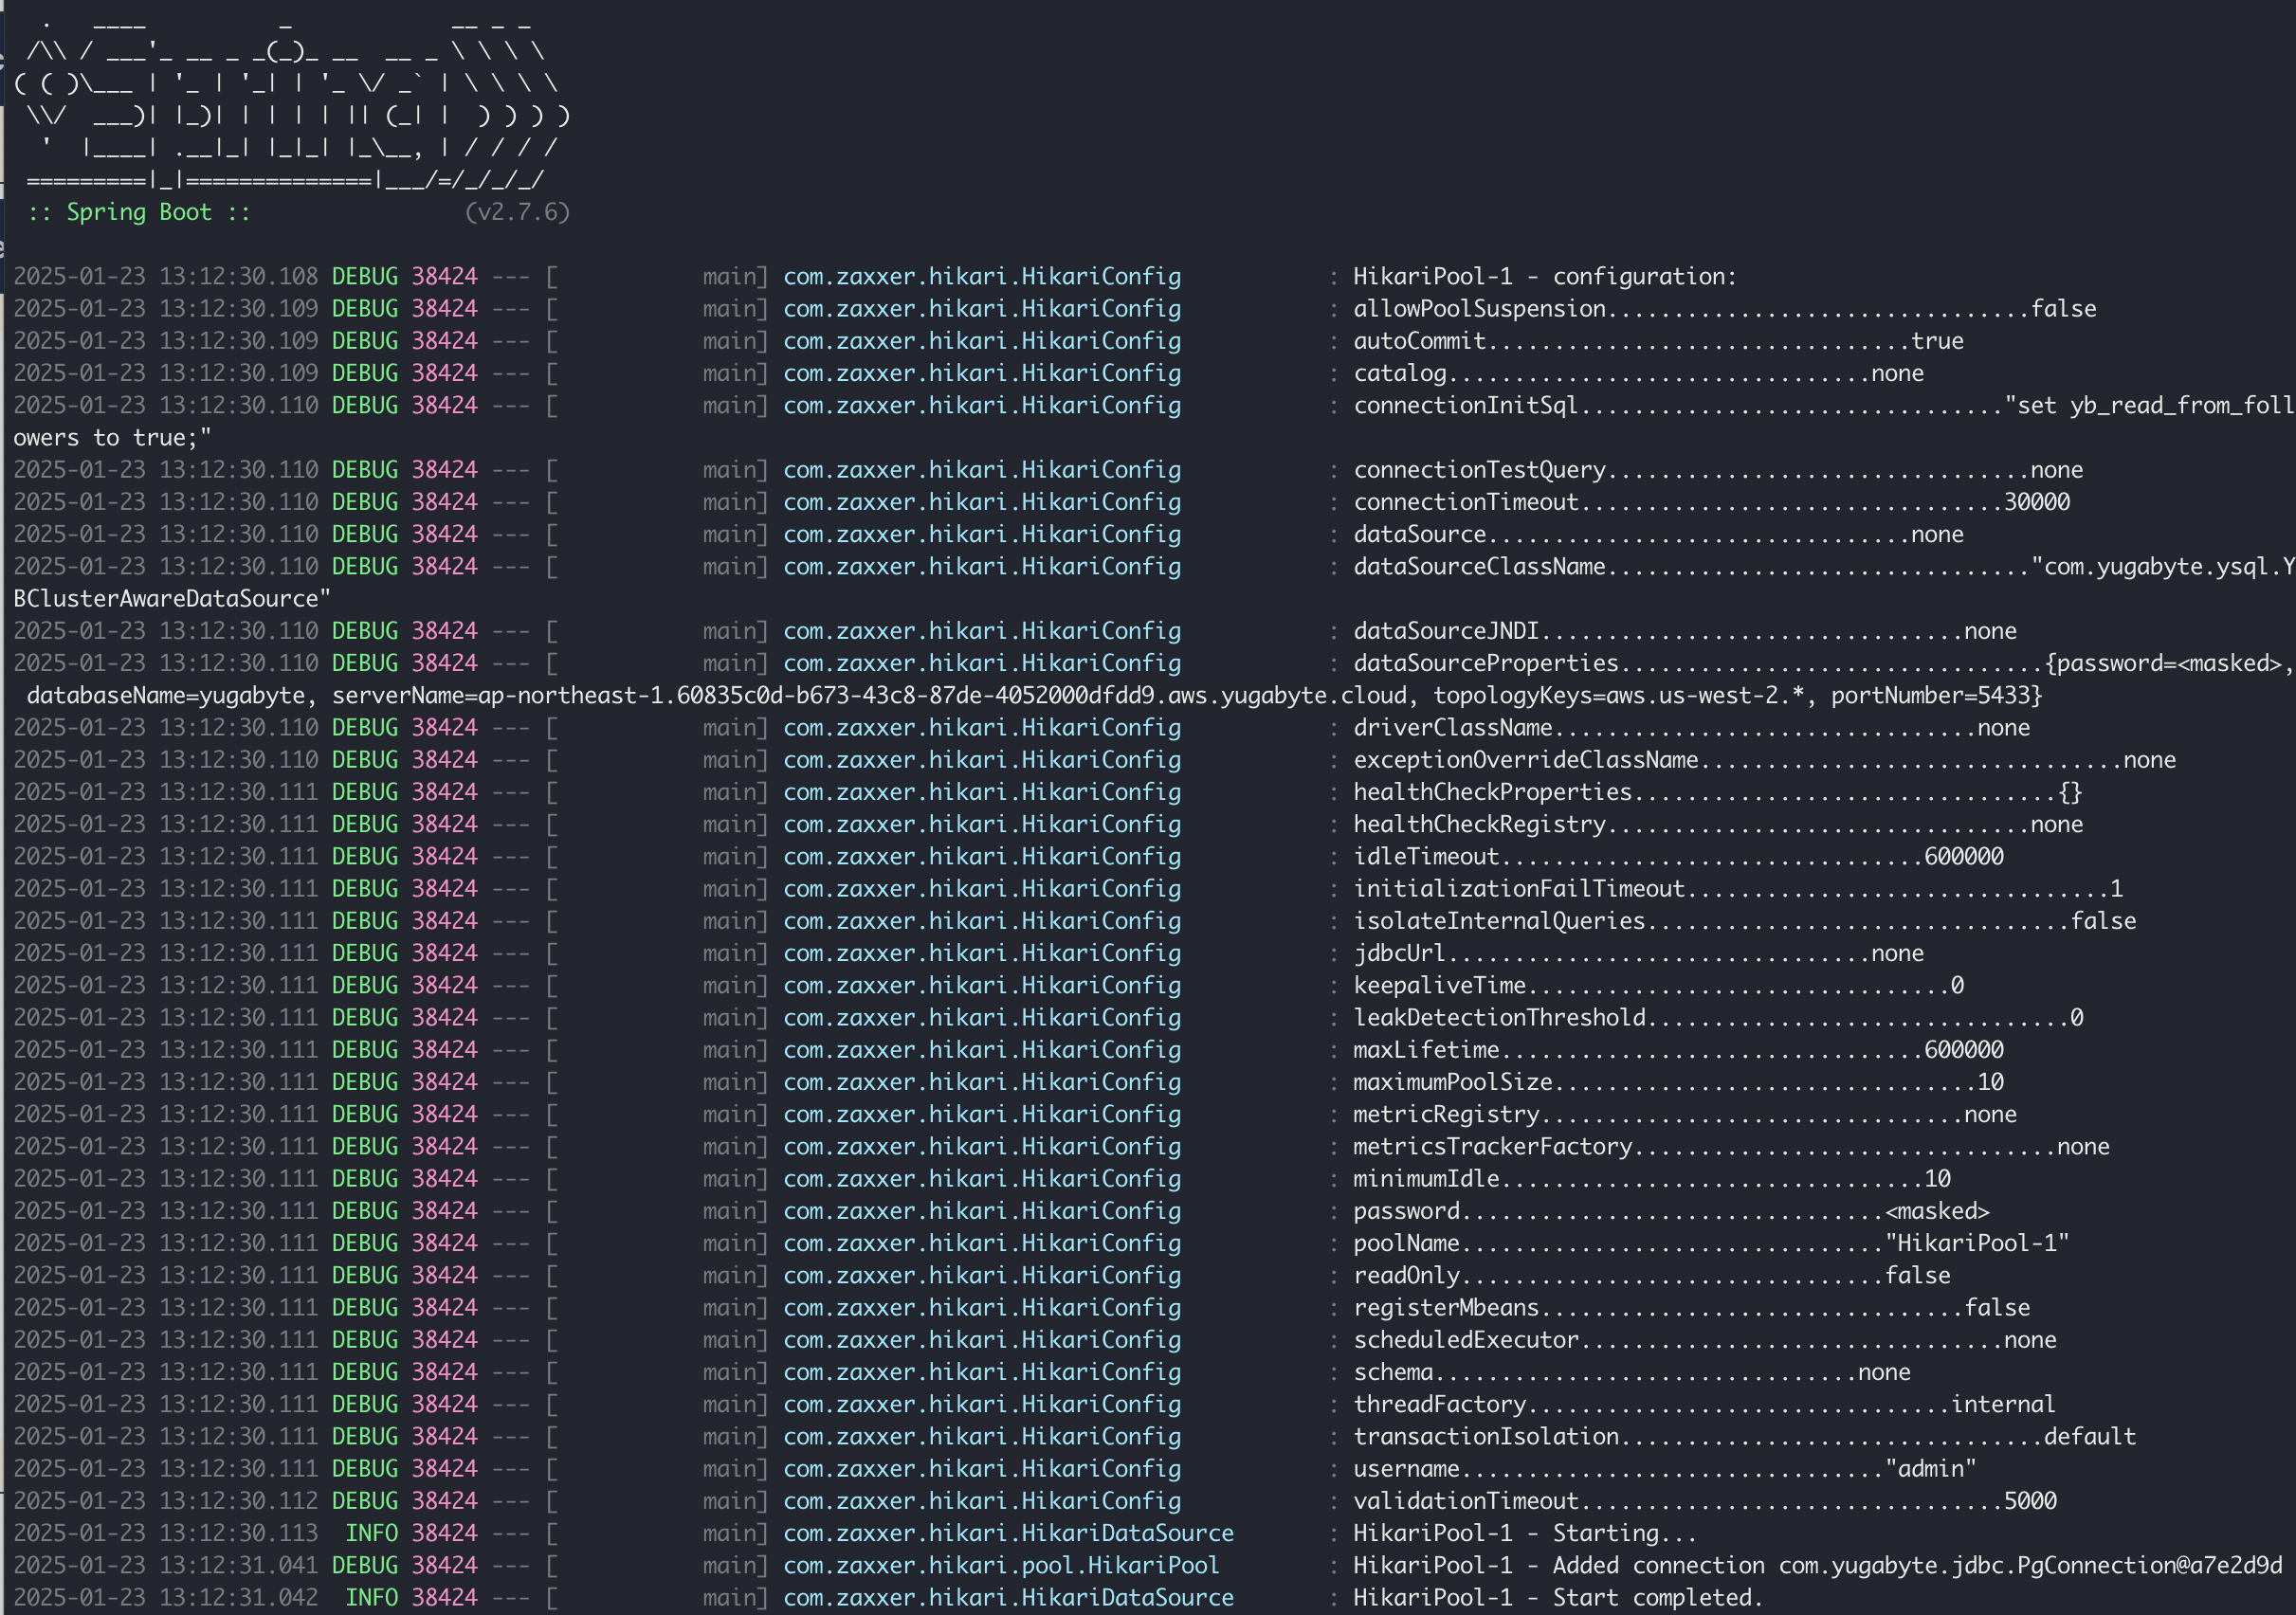 .   ____          _            __ _ _
 /\\ / ___'_ __ _ _(_)_ __  __ _ \ \ \ \
( ( )\___ | '_ | '_| | '_ \/ _` | \ \ \ \
 \\/  ___)| |_)| | | | | || (_| |  ) ) ) )
  '  |____| .__|_| |_|_| |_\__, | / / / /
 =========|_|==============|___/=/_/_/_/
 :: Spring Boot ::                (v2.7.6)
2025-01-23 13:12:30.108 DEBUG 38424 --- [           main] com.zaxxer.hikari.HikariConfig           : HikariPool-1 - configuration:
2025-01-23 13:12:30.109 DEBUG 38424 --- [           main] com.zaxxer.hikari.HikariConfig           : allowPoolSuspension................................false
2025-01-23 13:12:30.109 DEBUG 38424 --- [           main] com.zaxxer.hikari.HikariConfig           : autoCommit................................true
2025-01-23 13:12:30.109 DEBUG 38424 --- [           main] com.zaxxer.hikari.HikariConfig           : catalog................................none
2025-01-23 13:12:30.110 DEBUG 38424 --- [           main] com.zaxxer.hikari.HikariConfig           : connectionInitSql................................"set yb_read_from_foll
owers to true;"
2025-01-23 13:12:30.110 DEBUG 38424 --- [           main] com.zaxxer.hikari.HikariConfig           : connectionTestQuery................................none
2025-01-23 13:12:30.110 DEBUG 38424 --- [           main] com.zaxxer.hikari.HikariConfig           : connectionTimeout................................30000
2025-01-23 13:12:30.110 DEBUG 38424 --- [           main] com.zaxxer.hikari.HikariConfig           : dataSource................................none
2025-01-23 13:12:30.110 DEBUG 38424 --- [           main] com.zaxxer.hikari.HikariConfig           : dataSourceClassName................................"com.yugabyte.ysql.Y
BClusterAwareDataSource"
2025-01-23 13:12:30.110 DEBUG 38424 --- [           main] com.zaxxer.hikari.HikariConfig           : dataSourceJNDI................................none
2025-01-23 13:12:30.110 DEBUG 38424 --- [           main] com.zaxxer.hikari.HikariConfig           : dataSourceProperties................................{password=<masked>,
 databaseName=yugabyte, serverName=ap-northeast-1.60835c0d-b673-43c8-87de-4052000dfdd9.aws.yugabyte.cloud, topologyKeys=aws.us-west-2.*, portNumber=5433}
2025-01-23 13:12:30.110 DEBUG 38424 --- [           main] com.zaxxer.hikari.HikariConfig           : driverClassName................................none
2025-01-23 13:12:30.110 DEBUG 38424 --- [           main] com.zaxxer.hikari.HikariConfig           : exceptionOverrideClassName................................none
2025-01-23 13:12:30.111 DEBUG 38424 --- [           main] com.zaxxer.hikari.HikariConfig           : healthCheckProperties................................{}
2025-01-23 13:12:30.111 DEBUG 38424 --- [           main] com.zaxxer.hikari.HikariConfig           : healthCheckRegistry................................none
2025-01-23 13:12:30.111 DEBUG 38424 --- [           main] com.zaxxer.hikari.HikariConfig           : idleTimeout................................600000
2025-01-23 13:12:30.111 DEBUG 38424 --- [           main] com.zaxxer.hikari.HikariConfig           : initializationFailTimeout................................1
2025-01-23 13:12:30.111 DEBUG 38424 --- [           main] com.zaxxer.hikari.HikariConfig           : isolateInternalQueries................................false
2025-01-23 13:12:30.111 DEBUG 38424 --- [           main] com.zaxxer.hikari.HikariConfig           : jdbcUrl................................none
2025-01-23 13:12:30.111 DEBUG 38424 --- [           main] com.zaxxer.hikari.HikariConfig           : keepaliveTime................................0
2025-01-23 13:12:30.111 DEBUG 38424 --- [           main] com.zaxxer.hikari.HikariConfig           : leakDetectionThreshold................................0
2025-01-23 13:12:30.111 DEBUG 38424 --- [           main] com.zaxxer.hikari.HikariConfig           : maxLifetime................................600000
2025-01-23 13:12:30.111 DEBUG 38424 --- [           main] com.zaxxer.hikari.HikariConfig           : maximumPoolSize................................10
2025-01-23 13:12:30.111 DEBUG 38424 --- [           main] com.zaxxer.hikari.HikariConfig           : metricRegistry................................none
2025-01-23 13:12:30.111 DEBUG 38424 --- [           main] com.zaxxer.hikari.HikariConfig           : metricsTrackerFactory................................none
2025-01-23 13:12:30.111 DEBUG 38424 --- [           main] com.zaxxer.hikari.HikariConfig           : minimumIdle................................10
2025-01-23 13:12:30.111 DEBUG 38424 --- [           main] com.zaxxer.hikari.HikariConfig           : password................................<masked>
2025-01-23 13:12:30.111 DEBUG 38424 --- [           main] com.zaxxer.hikari.HikariConfig           : poolName................................"HikariPool-1"
2025-01-23 13:12:30.111 DEBUG 38424 --- [           main] com.zaxxer.hikari.HikariConfig           : readOnly................................false
2025-01-23 13:12:30.111 DEBUG 38424 --- [           main] com.zaxxer.hikari.HikariConfig           : registerMbeans................................false
2025-01-23 13:12:30.111 DEBUG 38424 --- [           main] com.zaxxer.hikari.HikariConfig           : scheduledExecutor................................none
2025-01-23 13:12:30.111 DEBUG 38424 --- [           main] com.zaxxer.hikari.HikariConfig           : schema................................none
2025-01-23 13:12:30.111 DEBUG 38424 --- [           main] com.zaxxer.hikari.HikariConfig           : threadFactory................................internal
2025-01-23 13:12:30.111 DEBUG 38424 --- [           main] com.zaxxer.hikari.HikariConfig           : transactionIsolation................................default
2025-01-23 13:12:30.111 DEBUG 38424 --- [           main] com.zaxxer.hikari.HikariConfig           : username................................"admin"
2025-01-23 13:12:30.112 DEBUG 38424 --- [           main] com.zaxxer.hikari.HikariConfig           : validationTimeout................................5000
2025-01-23 13:12:30.113  INFO 38424 --- [           main] com.zaxxer.hikari.HikariDataSource       : HikariPool-1 - Starting...
2025-01-23 13:12:31.041 DEBUG 38424 --- [           main] com.zaxxer.hikari.pool.HikariPool        : HikariPool-1 - Added connection com.yugabyte.jdbc.PgConnection@a7e2d9d
2025-01-23 13:12:31.042  INFO 38424 --- [           main] com.zaxxer.hikari.HikariDataSource       : HikariPool-1 - Start completed.